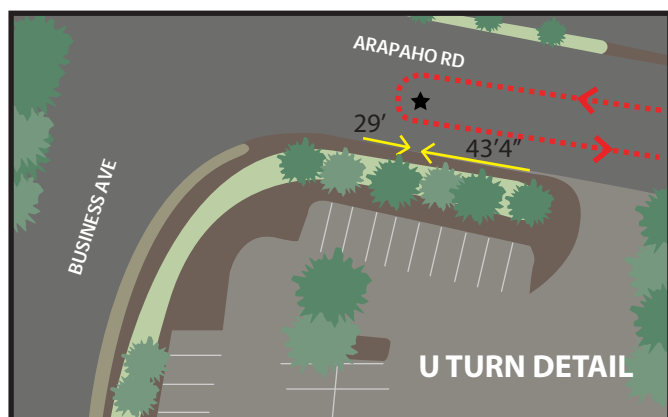 ARAPAHO RD
29’
43’4”
BUSINESS AVE
U TURN DETAIL